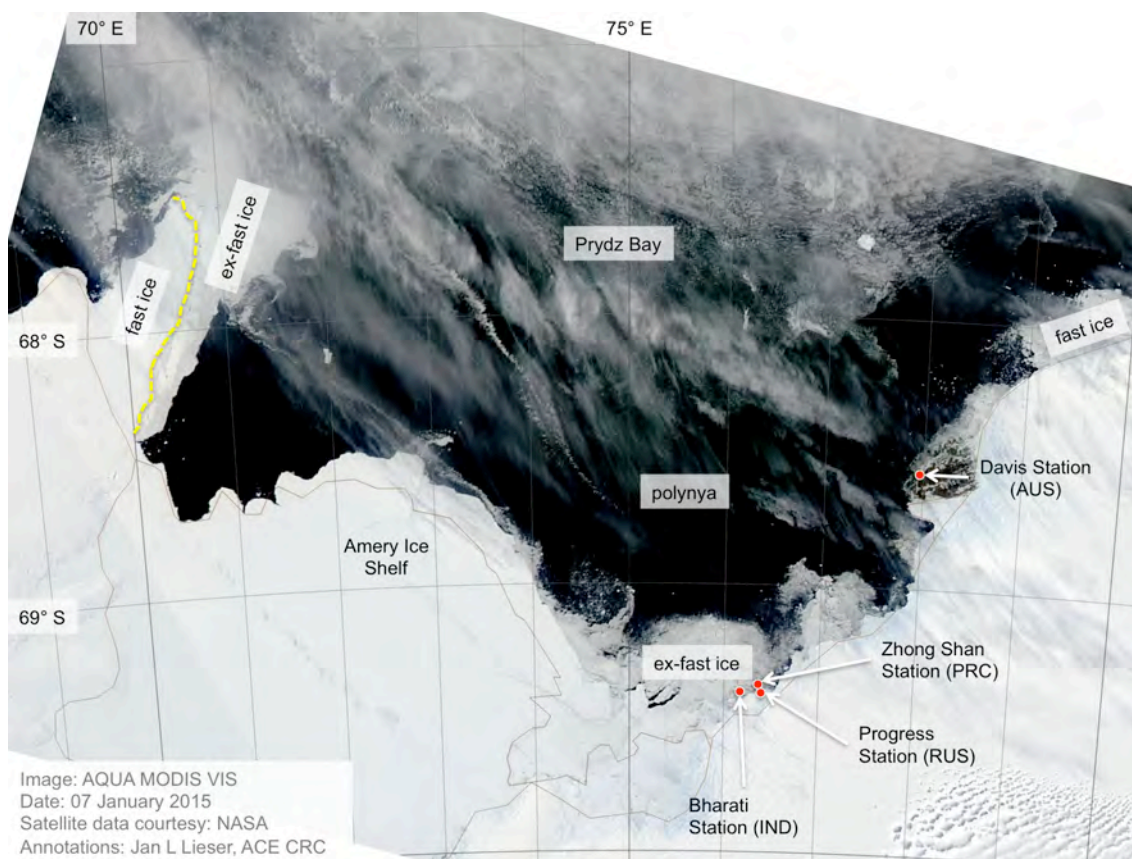 70° E
75° E
ex-fast ice
Prydz Bay
fast ice
fast ice
68° S
Davis Station
(AUS)
polynya
Amery Ice
Shelf
69° S
Zhong Shan
Station (PRC)
ex-fast ice
Progress
Station (RUS)
Bharati
Station (IND)
Image: AQUA MODIS VIS
Date: 07 January 2015
Satellite data courtesy: NASA
Annotations: Jan L Lieser, ACE CRC